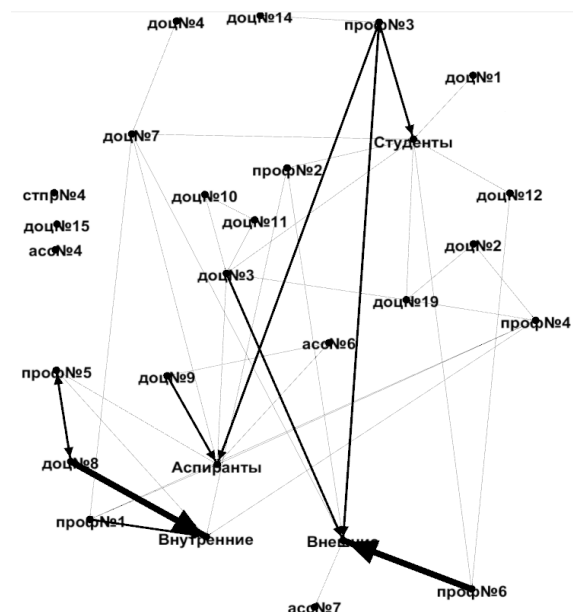 доц№4
доц№14
проф№3
доц№1
доц№7
Студенты
проф№2
стпр№4
доц№10
доц№12
доц№11
доц№15
асс№4
доц№2
доц№3
доц№19
проф№4
асс№6
проф№5
доц№9
доц№8
Аспиранты
проф№1
Внутренние
Внешние
проф№6
асс№7